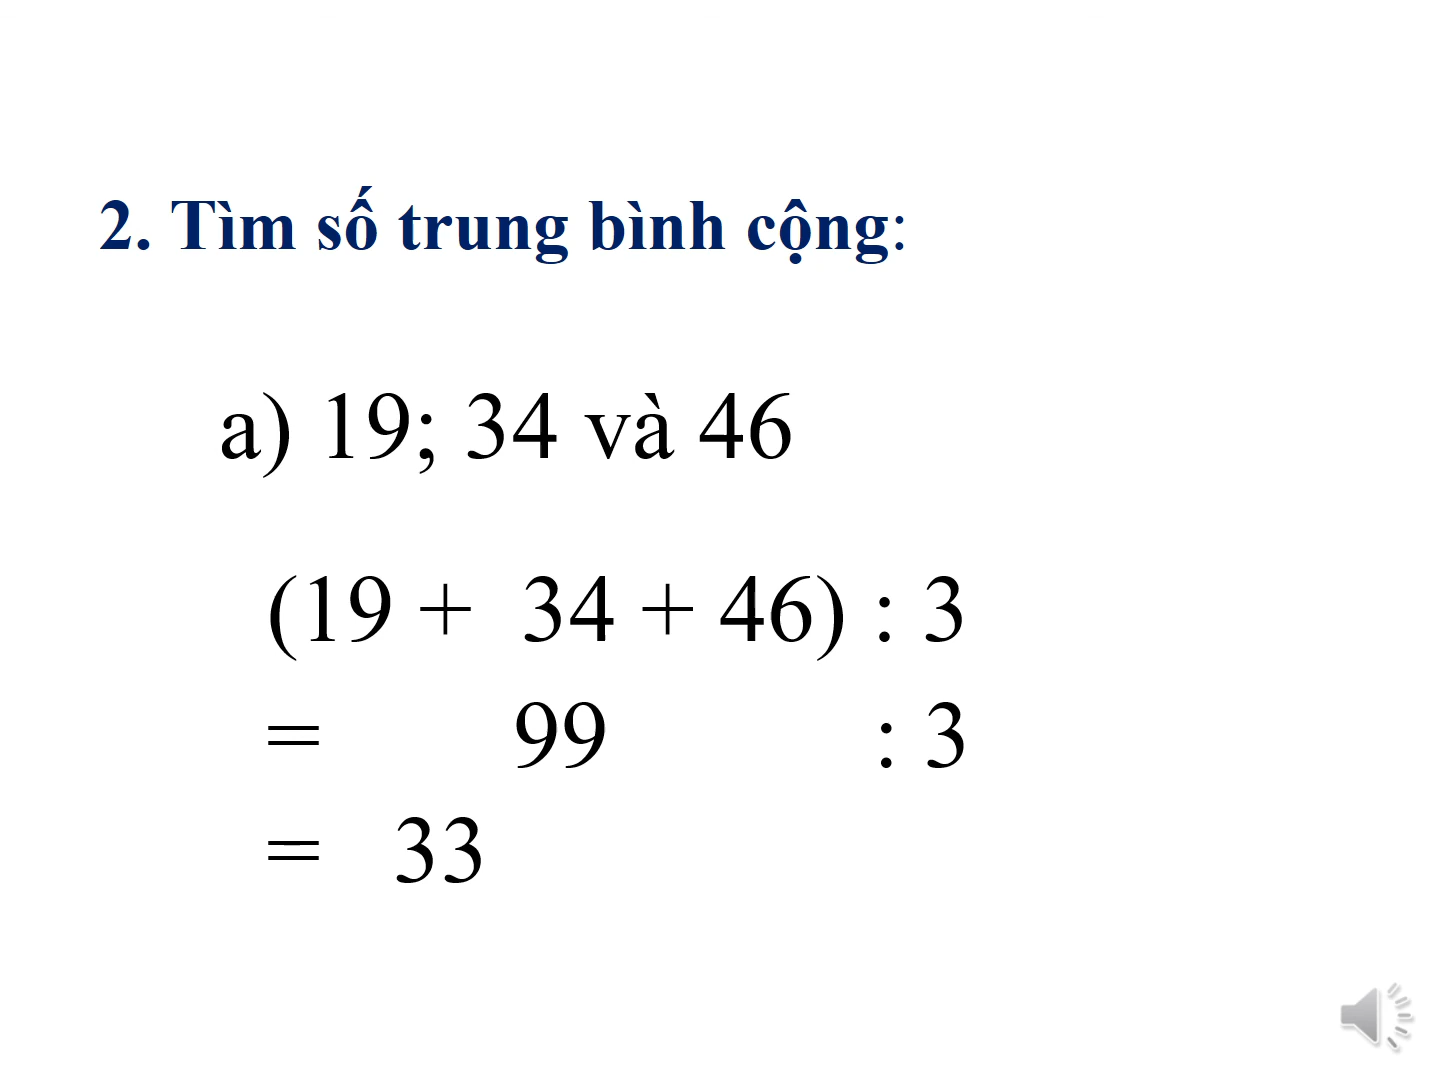 2. Tìm số trung bình cộng:
a) 19; 34 và 46
(19 + 34 + 46) : 3
= 99 : 3
= 33